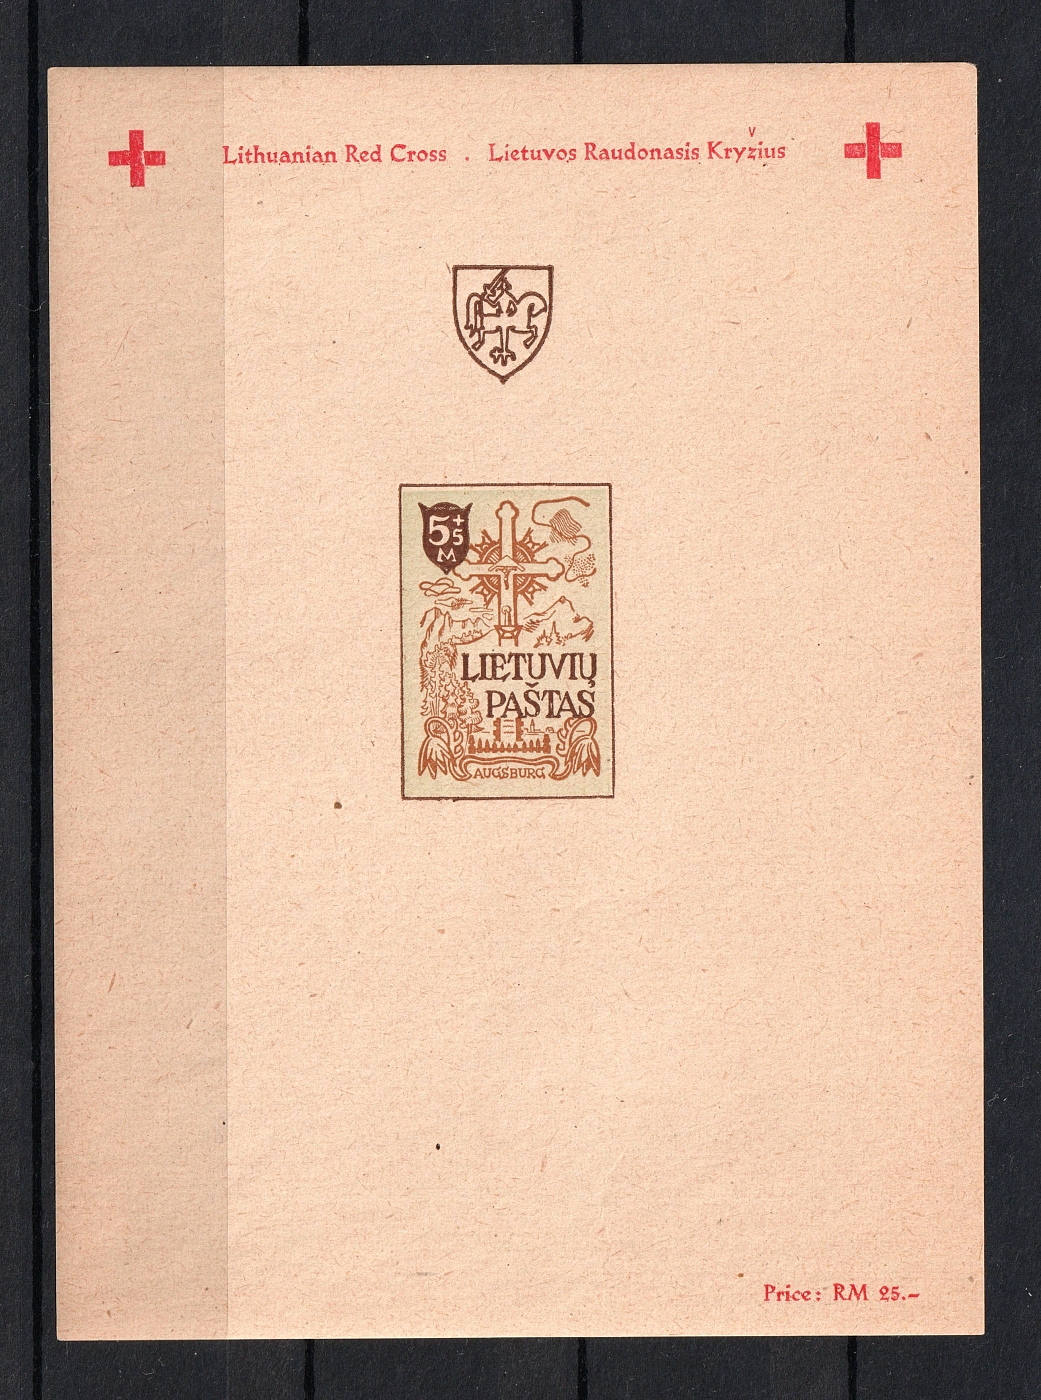 Lithuanian Red Cross . Lietuvos Raudonasis Kryžius
5+5
M
LIETUVIŲ
PAŠTAS
AUGSBURG
Price: RM 25.–